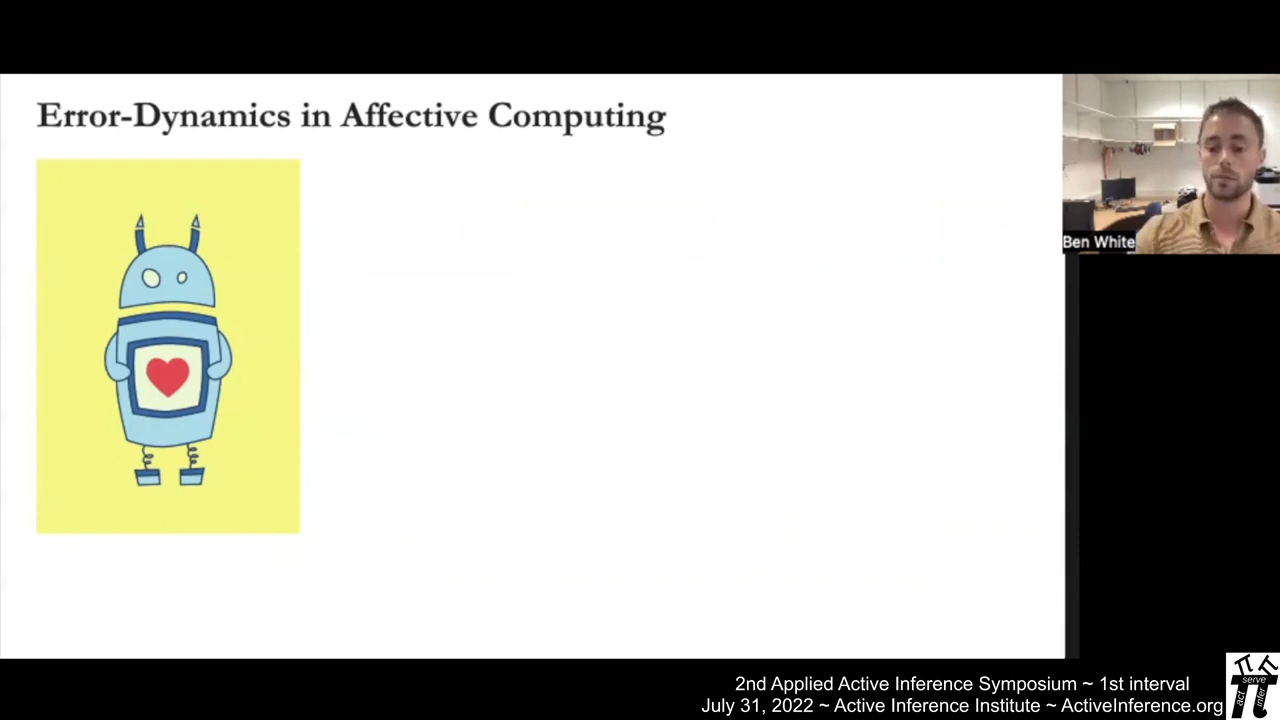 Error-Dynamics in Affective Computing
Ben White
2nd Applied Active Inference Symposium ~ 1st interval
July 31, 2022 ~ Active Inference Institute ~ ActiveInference.org
serve
act
infer